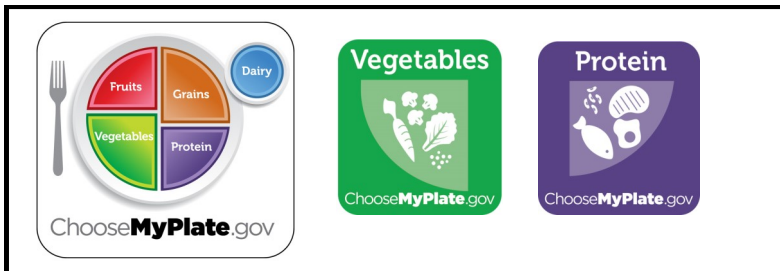 Fruits
Grains
Dairy
Vegetables
Protein
ChooseMyPlate.gov
Vegetables
ChooseMyPlate.gov
Protein
ChooseMyPlate.gov